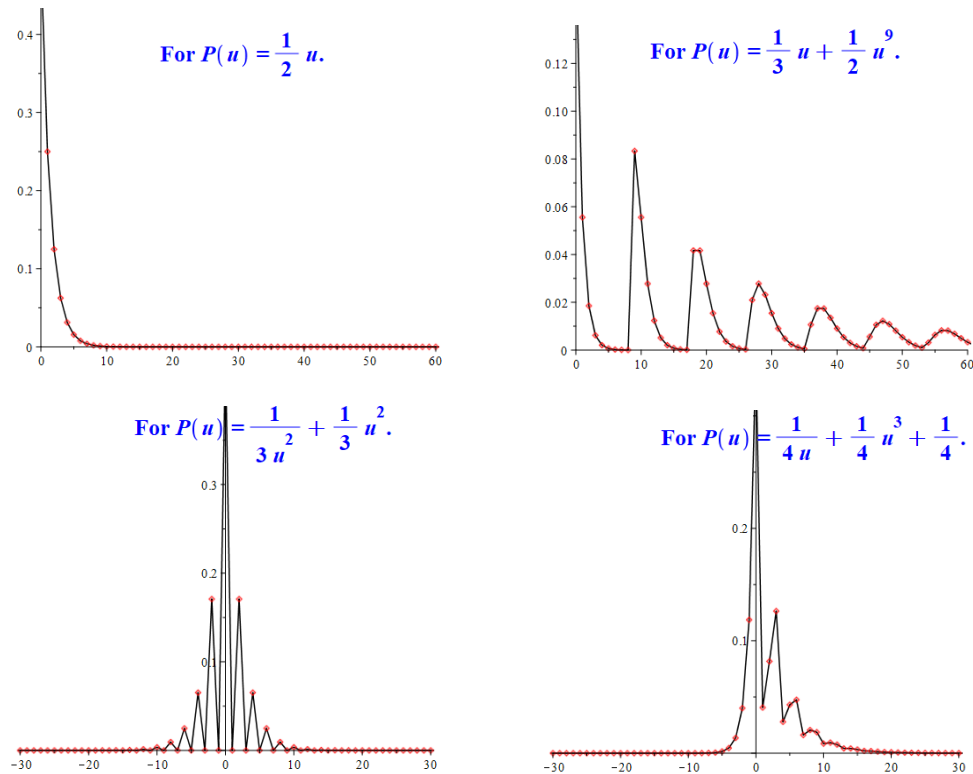 For P(u) = 1/2 u.
0.4
0.3
0.2
0.1
0
0 10 20 30 40 50 60
For P(u) = 1/3 u + 1/2 u^9.
0.12
0.10
0.08
0.06
0.04
0.02
0
0 10 20 30 40 50 60
For P(u) = 1/(3 u^2) + 1/3 u^2.
0.3
0.2
0.1
−30 −20 −10 0 10 20 30
For P(u) = 1/(4 u) + 1/4 u^3 + 1/4.
0.2
0.1
−30 −20 −10 0 10 20 30